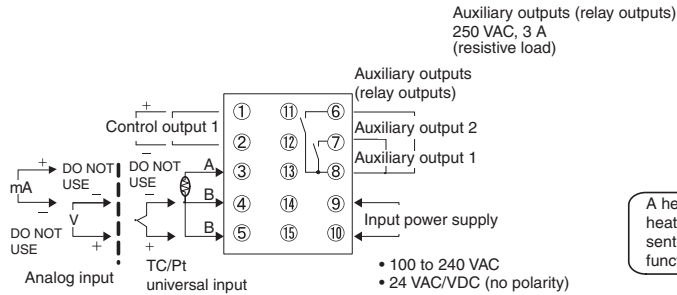 Auxiliary outputs (relay outputs)
250 VAC, 3 A
(resistive load)
Auxiliary outputs
(relay outputs)
+
Control output 1
−
① ⑪ ⑥
② ⑫ ⑦
③ ⑬ ⑧
④ ⑭ ⑨
⑤ ⑮ ⑩
Auxiliary output 2
Auxiliary output 1
Input power supply
• 100 to 240 VAC
• 24 VAC/VDC (no polarity)
+
DO NOT
USE
mA
−
−
V
DO NOT
USE
+
Analog input
DO NOT
USE
−
+
A
B
B
TC/Pt
universal input
A he
heat
sent
func